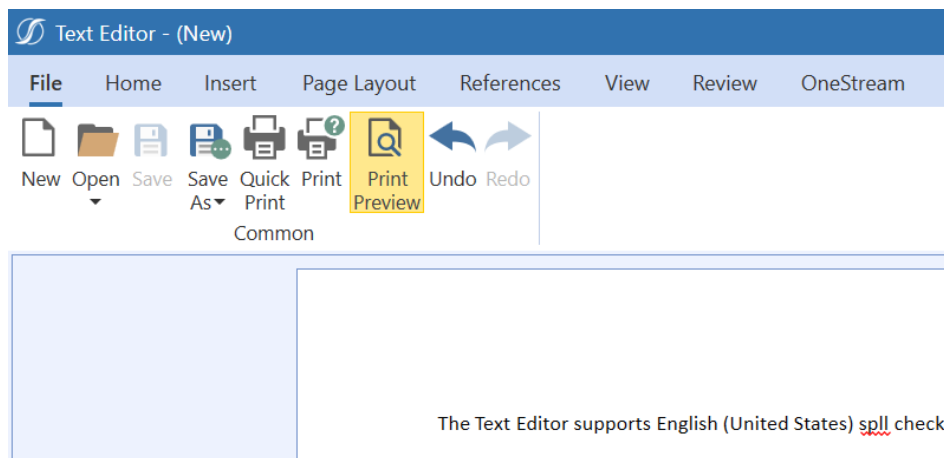 Text Editor - (New)
File Home Insert Page Layout References View Review OneStream
New Open Save Save As Quick Print Print Print Preview Undo Redo
Common
The Text Editor supports English (United States) spll check